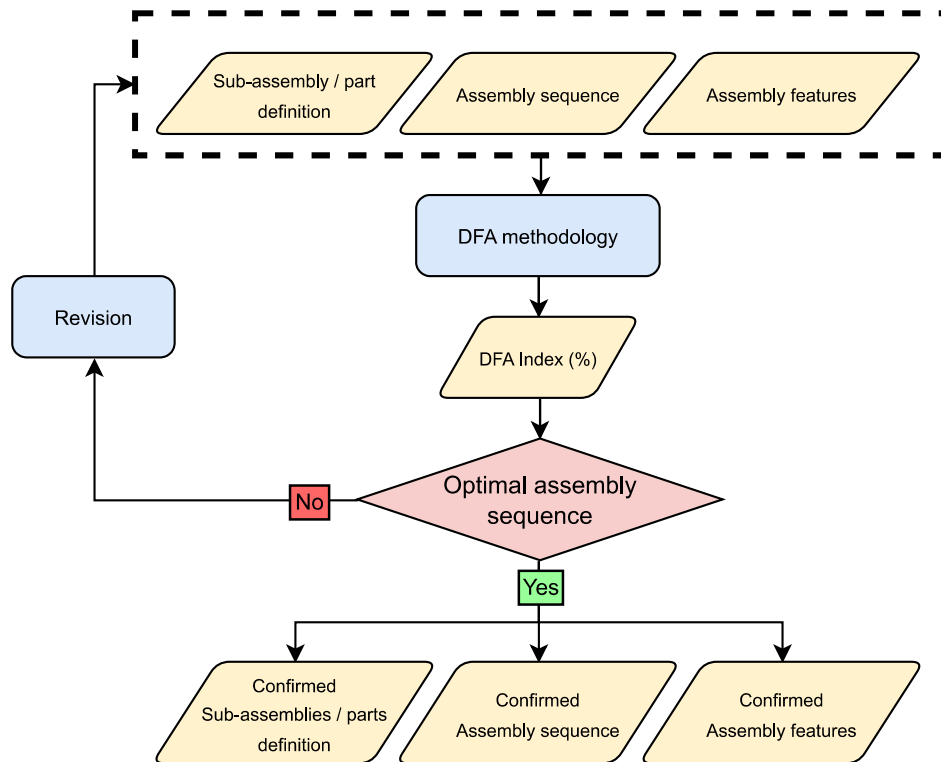 Sub-assembly / part
definition
Assembly sequence
Assembly features
DFA methodology
Revision
DFA Index (%)
Optimal assembly
sequence
No
Yes
Confirmed
Sub-assemblies / parts
definition
Confirmed
Assembly sequence
Confirmed
Assembly features